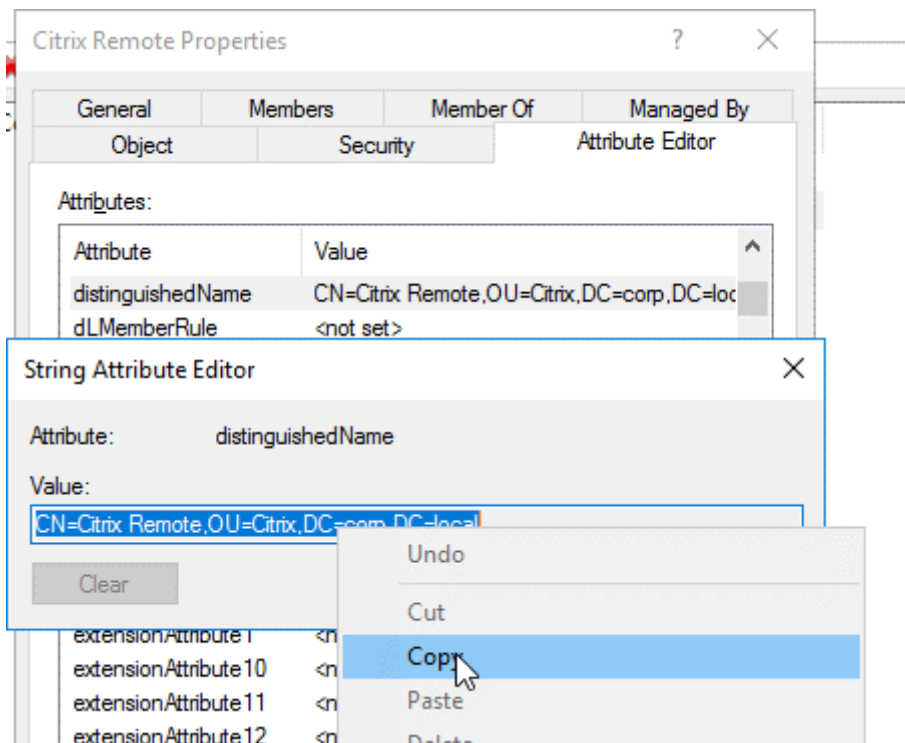 Citrix Remote Properties ?
General Members Member Of Managed By
Object Security Attribute Editor
Attributes:
Attribute Value
distinguishedName CN=Citrix Remote,OU=Citrix,DC=corp,DC=loc
dLMemberRule <not set>
String Attribute Editor
Attribute: distinguishedName
Value:
CN=Citrix Remote,OU=Citrix,DC=corp,DC=local
Undo
Clear
Cut
extensionAttribute1 <n
Copy
extensionAttribute10 <n
Paste
extensionAttribute11 <n
extensionAttribute12 <n
Delete